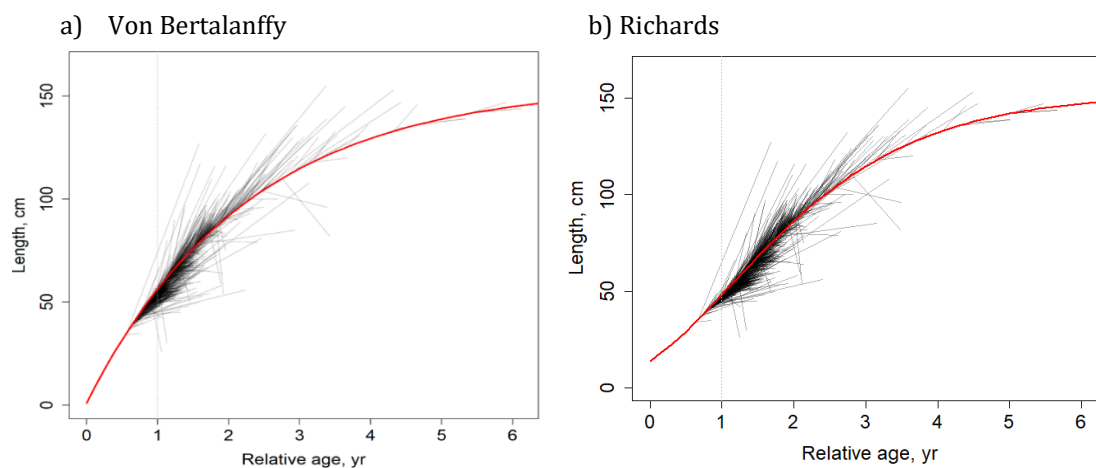 a) Von Bertalanffy
b) Richards
Length, cm
150
100
50
0
0 1 2 3 4 5 6
Relative age, yr
Length, cm
150
100
50
0
0 1 2 3 4 5 6
Relative age, yr